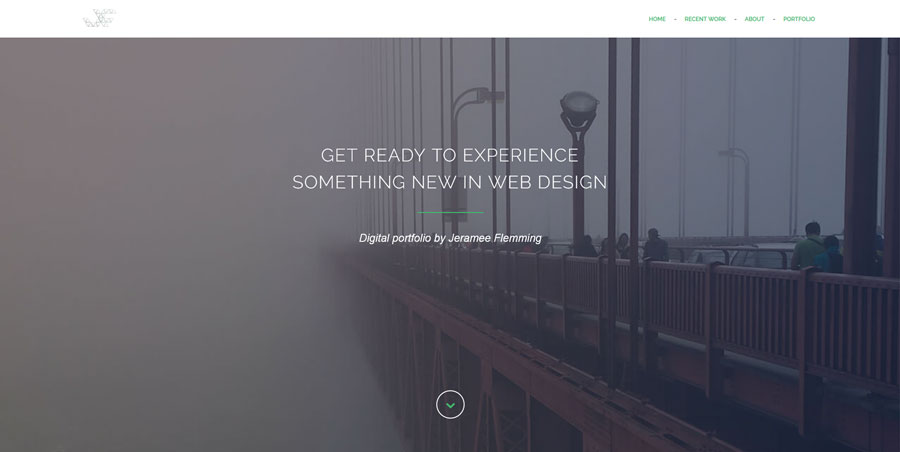 HOME - RECENT WORK - ABOUT - PORTFOLIO
GET READY TO EXPERIENCE
SOMETHING NEW IN WEB DESIGN
Digital portfolio by Jeramee Flemming